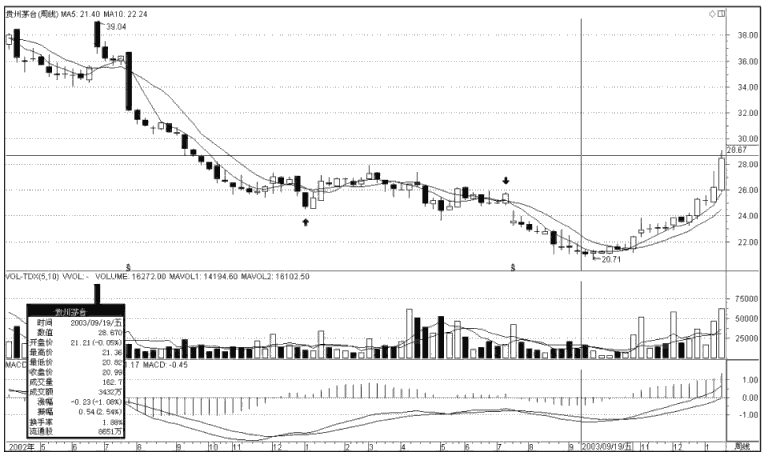 贵州茅台(周线) MA5: 21.40 MA10: 22.24
39.04
38.00
36.00
34.00
32.00
30.00
28.67
28.00
26.00
24.00
22.00
20.71
$ $
VOL-TDX(5,10) VVOL: - VOLUME: 16272.00 MAVOL1: 14194.60 MAVOL2: 16102.50
75000
50000
25000
贵州茅台
时间 2003/09/19/五
数值 28.670
开盘价 21.21(-0.05%)
最高价 21.36
最低价 20.82
收盘价 20.99
成交量 162.7
成交额 3432万
涨幅 -0.23(-1.08%)
振幅 0.54(2.54%)
换手率 1.88%
流通股 8651万
MACD 1.17 MACD: -0.45
1.00
0.00
-1.00
2002年 5 6 7 8 9 10 11 12 1 2 3 4 5 6 7 8 9 2003/09/19/五 11 12 1 周线